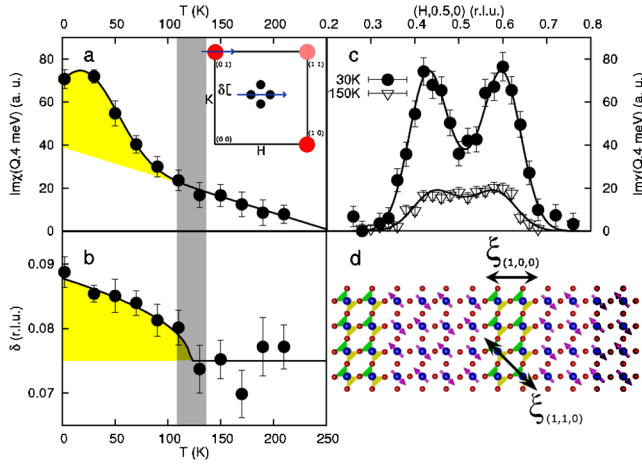 T (K)
0 50 100 150 200 250
(H,0.5,0) (r.l.u.)
0.2 0.3 0.4 0.5 0.6 0.7 0.8
Imχ(Q,4 meV) (a. u.)
80
60
40
20
0
a
(0 1)
(1 1)
K
δ[
(0 0)
(1 0)
H
c
30K
150K
80
60
40
20
0
Imχ(Q,4 meV) (a. u.)
δ (r.l.u.)
0.09
0.08
0.07
b
0 50 100 150 200 250
T (K)
d
ξ(1,0,0)
ξ(1,1,0)